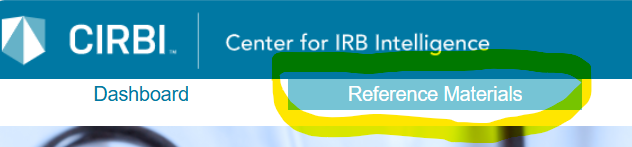 CIRBI™ Center for IRB Intelligence
Dashboard Reference Materials